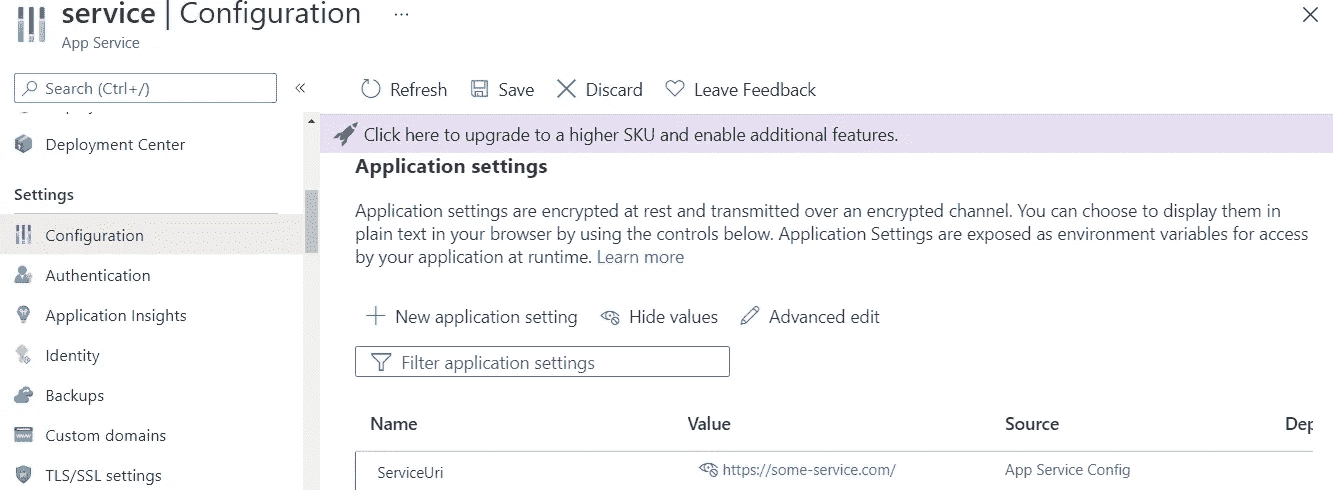 service | Configuration ...
App Service
Search (Ctrl+/) «
Refresh Save Discard Leave Feedback
Click here to upgrade to a higher SKU and enable additional features.
Deployment Center
Application settings
Settings
Application settings are encrypted at rest and transmitted over an encrypted channel. You can choose to display them in
plain text in your browser by using the controls below. Application Settings are exposed as environment variables for access
by your application at runtime. Learn more
Configuration
Authentication
Application Insights
Identity
Backups
Custom domains
TLS/SSL settings
New application setting Hide values Advanced edit
Filter application settings
Name Value Source Dep
ServiceUri https://some-service.com/ App Service Config